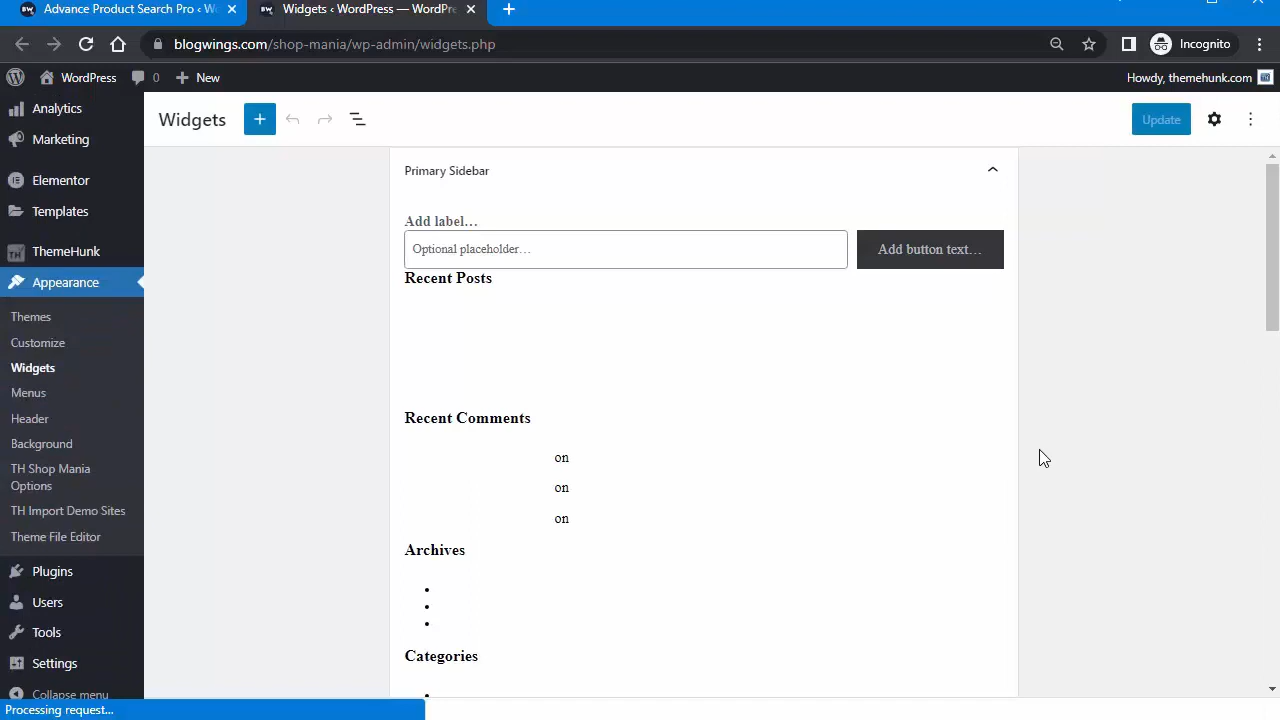 Advance Product Search Pro ‹ Wo
Widgets ‹ WordPress — WordPre
blogwings.com/shop-mania/wp-admin/widgets.php
Incognito
WordPress
0
New
Howdy, themehunk.com
Analytics
Marketing
Elementor
Templates
ThemeHunk
Appearance
Themes
Customize
Widgets
Menus
Header
Background
TH Shop Mania
Options
TH Import Demo Sites
Theme File Editor
Plugins
Users
Tools
Settings
Collapse menu
Processing request...
Widgets
Update
Primary Sidebar
Add label…
Optional placeholder…
Add button text…
Recent Posts
Recent Comments
on
on
on
Archives
Categories